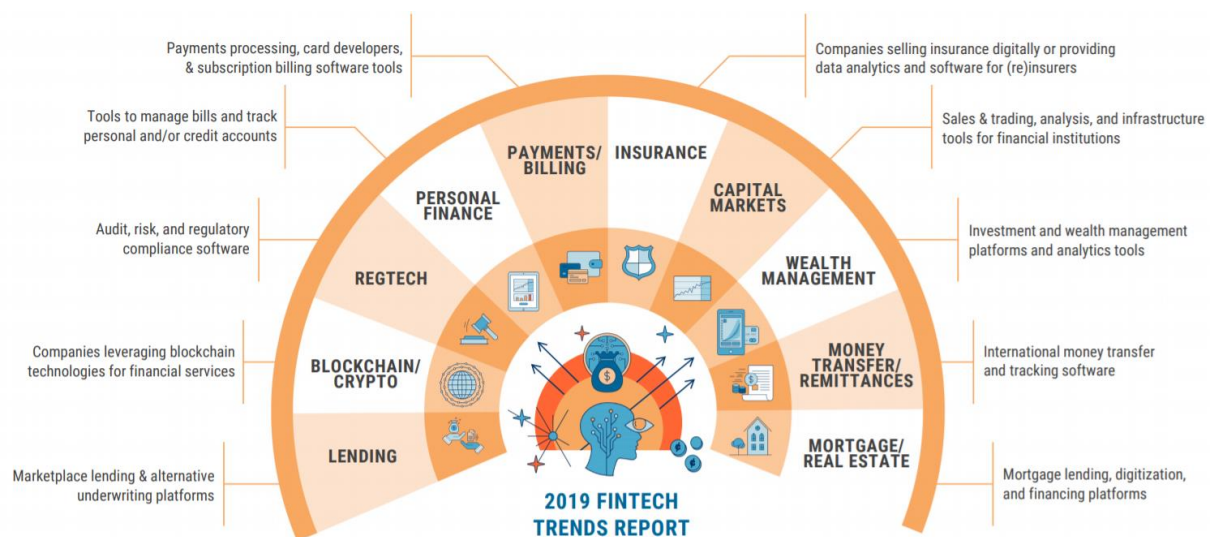 Payments processing, card developers,
& subscription billing software tools
Companies selling insurance digitally or providing
data analytics and software for (re)insurers
Tools to manage bills and track
personal and/or credit accounts
Sales & trading, analysis, and infrastructure
tools for financial institutions
Audit, risk, and regulatory
compliance software
Investment and wealth management
platforms and analytics tools
Companies leveraging blockchain
technologies for financial services
International money transfer
and tracking software
Marketplace lending & alternative
underwriting platforms
Mortgage lending, digitization,
and financing platforms
LENDING
BLOCKCHAIN/
CRYPTO
REGTECH
PERSONAL
FINANCE
PAYMENTS/
BILLING
INSURANCE
CAPITAL
MARKETS
WEALTH
MANAGEMENT
MONEY
TRANSFER/
REMITTANCES
MORTGAGE/
REAL ESTATE
$
$
2019 FINTECH
TRENDS REPORT